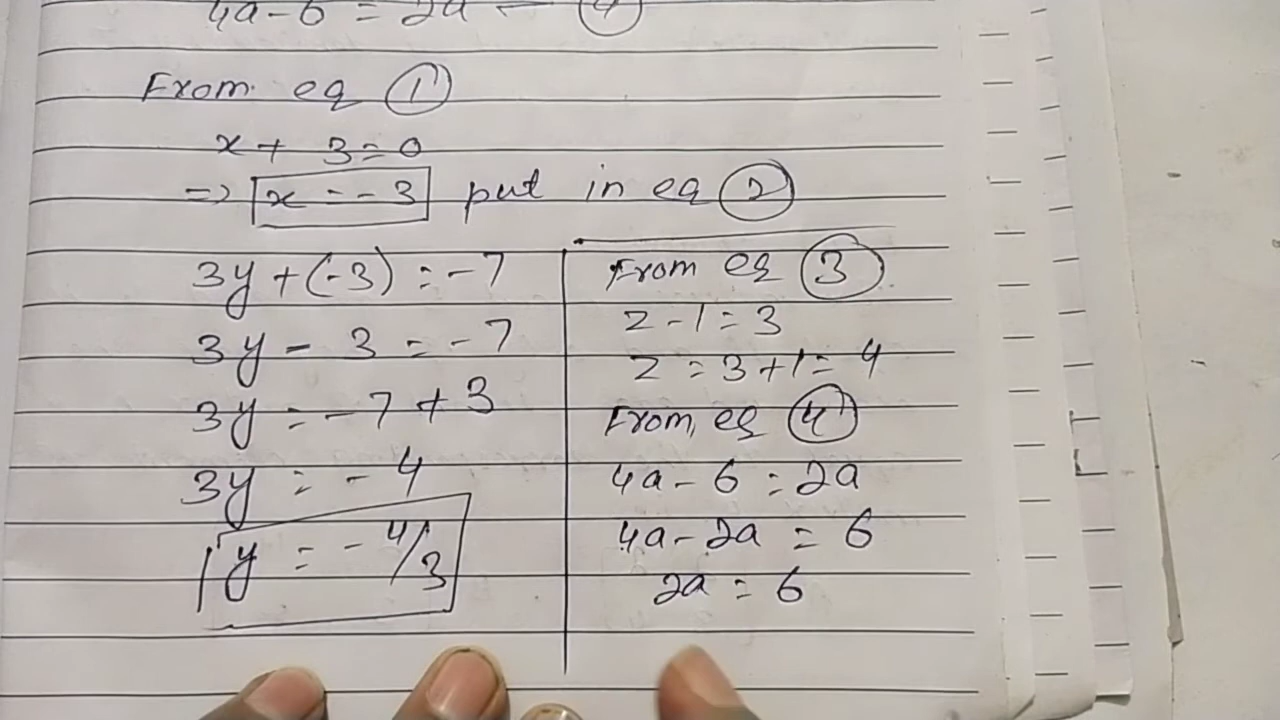 4a - 6 = 2a — ④
From eq ①
x + 3 = 0
=> x = -3 put in eq ②
3y + (-3) = -7
3y - 3 = -7
3y = -7 + 3
3y = -4
y = -4/3
From eq ③
z - 1 = 3
z = 3 + 1 = 4
From eq ④
4a - 6 = 2a
4a - 2a = 6
2a = 6